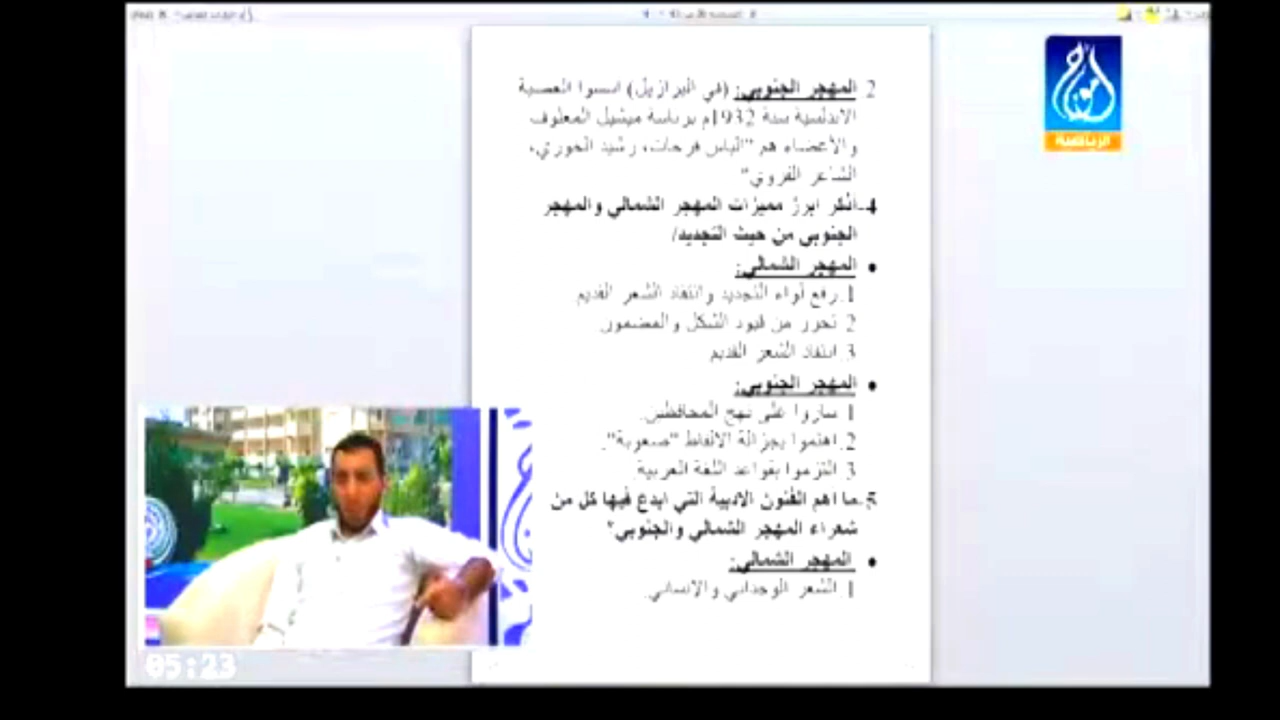 2 المهجر الجنوبي: (في البرازيل) اسسوا العصبة
الاندلسية سنة 1932م برئاسة ميشيل المعلوف
والأعضاء هم "الياس فرحات، رشيد الخوري،
الشاعر القروي"
4-اذكر ابرز مميزات المهجر الشمالي والمهجر
الجنوبي من حيث التجديد/
• المهجر الشمالي:
1.رفع لواء التجديد وانتقاد الشعر القديم
2 تحرر من قيود الشكل والمضمون
3.انتقاد الشعر القديم
• المهجر الجنوبي:
1 ساروا على نهج المحافظين.
2.اهتموا بجزالة الالفاظ "صعوبة".
3 التزموا بقواعد اللغة العربية
5.ما اهم الفنون الادبية التي ابدع فيها كل من
شعراء المهجر الشمالي والجنوبي؟
• المهجر الشمالي:
1.الشعر الوجداني والانساني.
أمواج
الرياضية
05:23